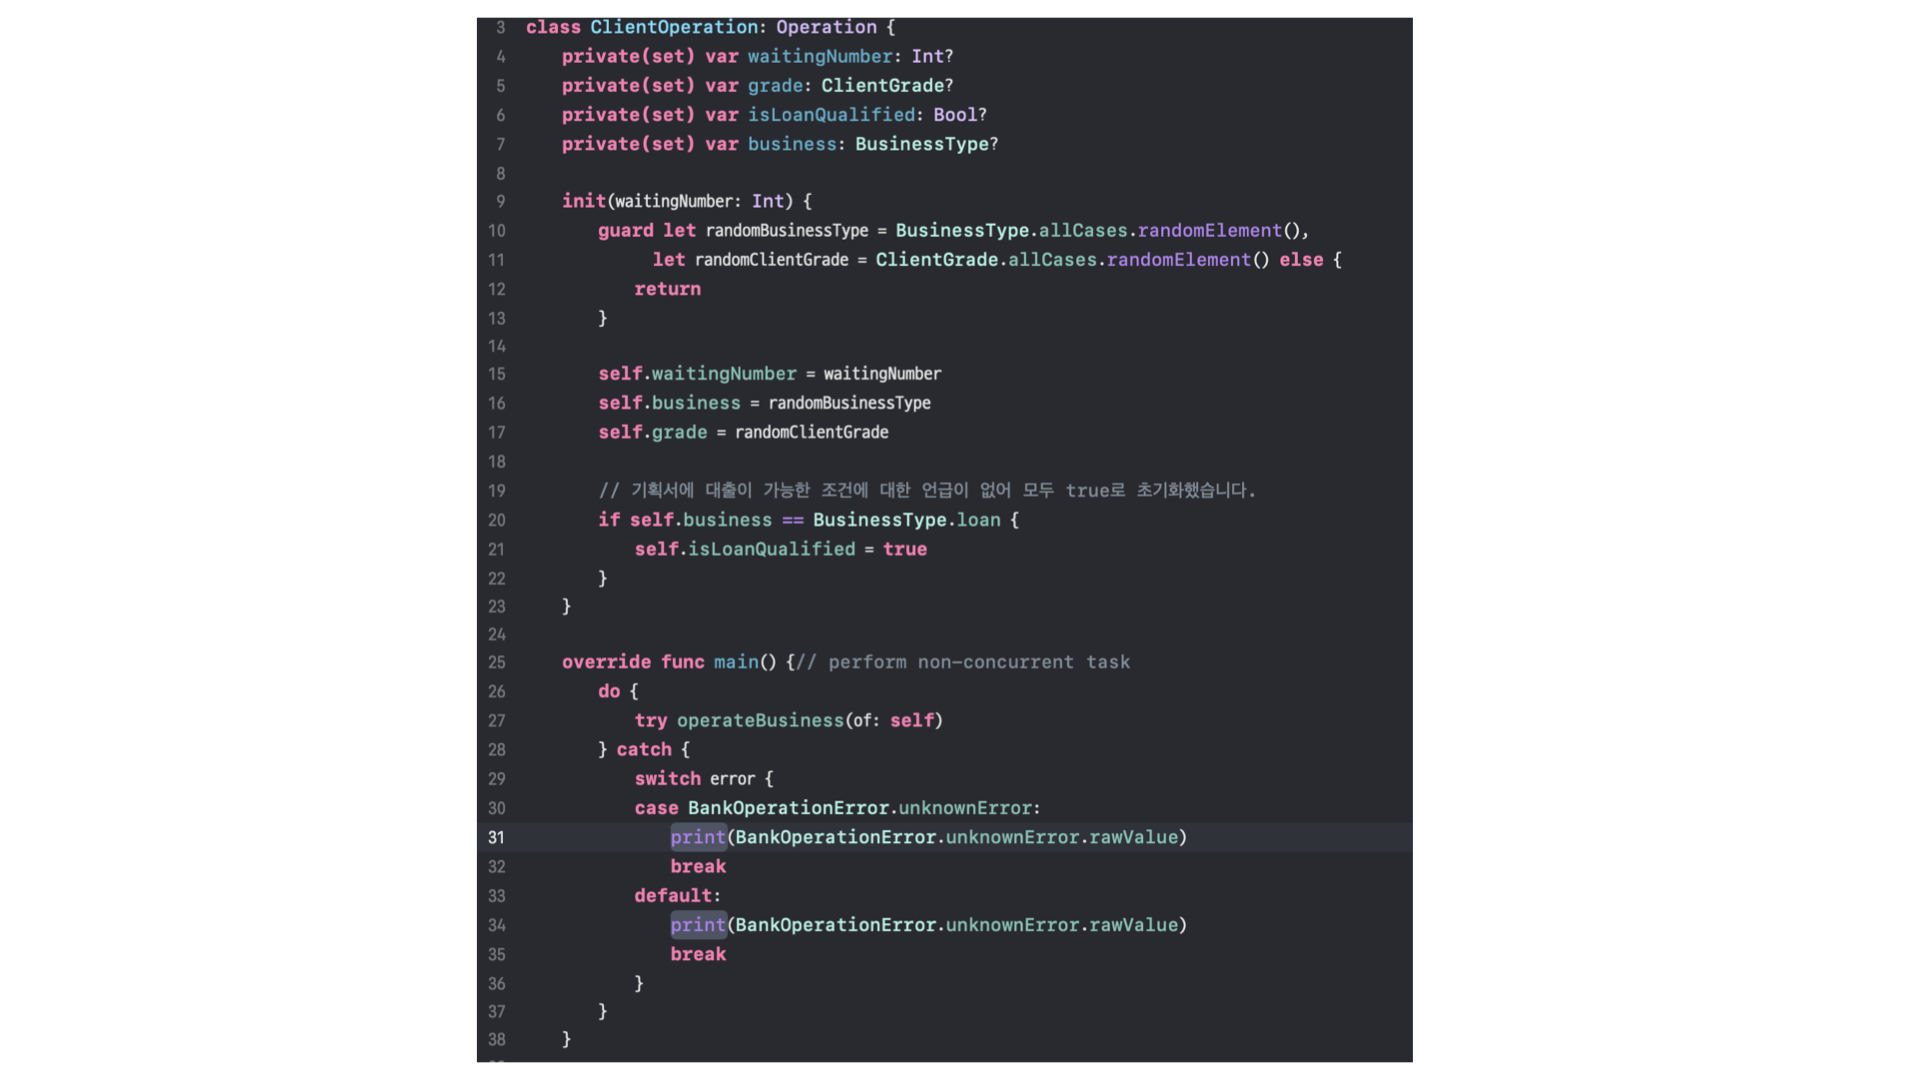 3 class ClientOperation: Operation {
4 private(set) var waitingNumber: Int?
5 private(set) var grade: ClientGrade?
6 private(set) var isLoanQualified: Bool?
7 private(set) var business: BusinessType?
8
9 init(waitingNumber: Int) {
10 guard let randomBusinessType = BusinessType.allCases.randomElement(),
11 let randomClientGrade = ClientGrade.allCases.randomElement() else {
12 return
13 }
14
15 self.waitingNumber = waitingNumber
16 self.business = randomBusinessType
17 self.grade = randomClientGrade
18
19 // 기획서에 대출이 가능한 조건에 대한 언급이 없어 모두 true로 초기화했습니다.
20 if self.business == BusinessType.loan {
21 self.isLoanQualified = true
22 }
23 }
24
25 override func main() {// perform non-concurrent task
26 do {
27 try operateBusiness(of: self)
28 } catch {
29 switch error {
30 case BankOperationError.unknownError:
31 print(BankOperationError.unknownError.rawValue)
32 break
33 default:
34 print(BankOperationError.unknownError.rawValue)
35 break
36 }
37 }
38 }